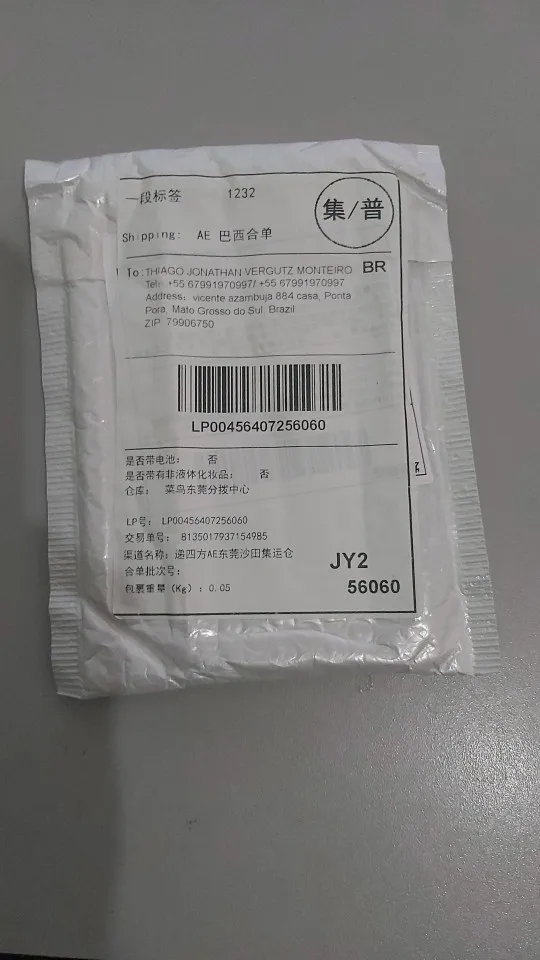 一段标签 1232
集/普
Shipping: AE 巴西合单
To: THIAGO JONATHAN VERGUTZ MONTEIRO BR
Tel: +55 67991970997/ +55 67991970997
Address: vicente azambuja 884 casa, Ponta
Pora, Mato Grosso do Sul, Brazil
ZIP 79906750
LP00456407256060
是否带电池： 否
是否带有非液体化妆品： 否
仓库： 菜鸟东莞分拨中心
LP号： LP00456407256060
交易单号：8135017937154985
渠道名称：递四方AE东莞沙田集运仓
JY2
合单批次号：
56060
包裹重量（Kg）：0.05